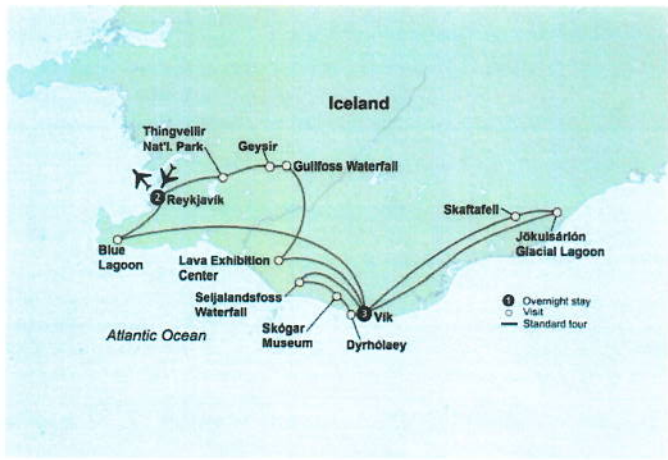 Iceland
Thingvellir
Nat'l. Park
Geysir
Gullfoss Waterfall
2
Reykjavík
Skaftafell
Blue
Lagoon
Lava Exhibition
Center
Jökulsárlón
Glacial Lagoon
Seljalandsfoss
Waterfall
3
Vík
1 Overnight stay
Visit
Standard tour
Atlantic Ocean
Skógar
Museum
Dyrhólaey